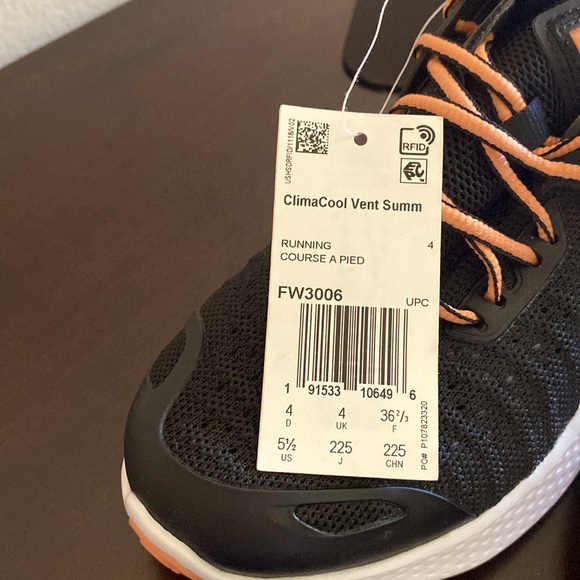 USHSDRFID/1118/V02
RFID
ClimaCool Vent Summ
RUNNING 4
COURSE A PIED
FW3006
UPC
1 91533 10649 6
4 4 36²/₃
D UK F
5½ 225 225
US J CHN
PO# P107823320